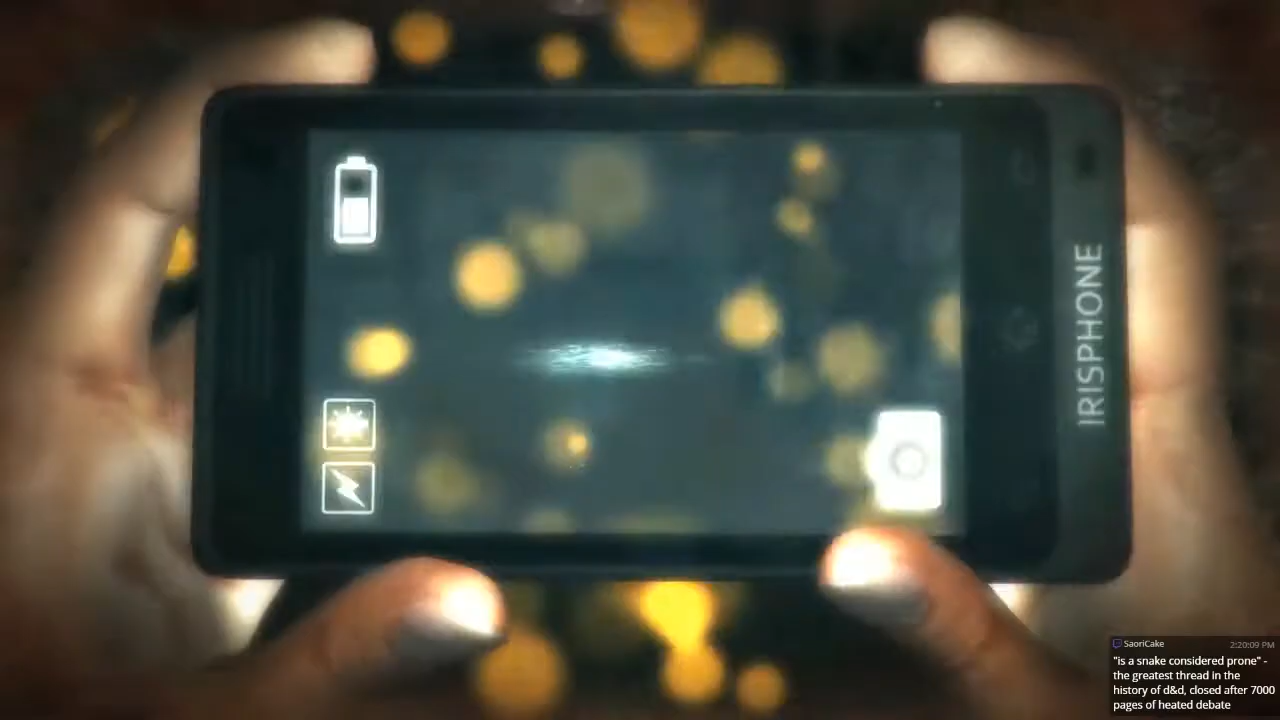 IRISPHONE
SaoriCake 2:20:09 PM
"is a snake considered prone" -
the greatest thread in the
history of d&d, closed after 7000
pages of heated debate